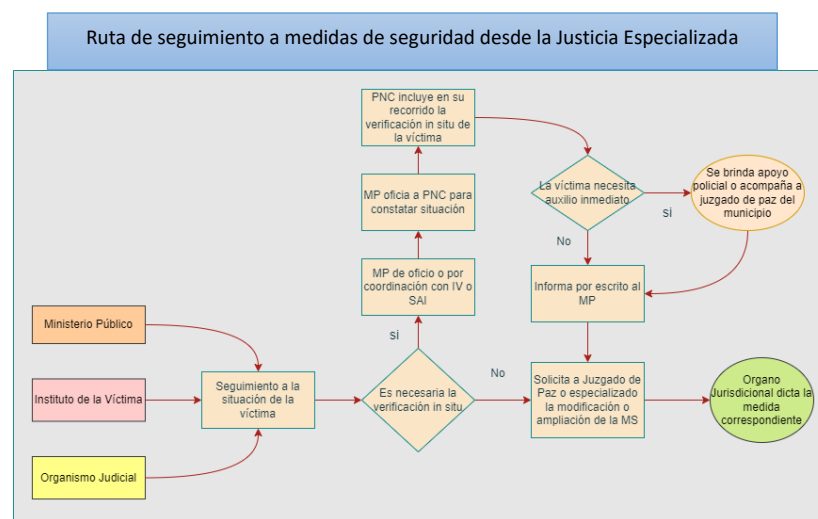 Ruta de seguimiento a medidas de seguridad desde la Justicia Especializada
PNC incluye en su
recorrido la
verificación in situ de
la víctima
La víctima necesita
auxilio inmediato
si
Se brinda apoyo
policial o acompaña a
juzgado de paz del
municipio
MP oficia a PNC para
constatar situación
No
MP de oficio o por
coordinación con IV o
SAI
Informa por escrito al
MP
Ministerio Público
si
Instituto de la Víctima
Seguimiento a la
situación de la
víctima
Es necesaria la
verificación in situ
No
Solicita a Juzgado de
Paz o especializado
la modificación o
ampliación de la MS
Organo
Jurisdicional dicta la
medida
correspondiente
Organismo Judicial